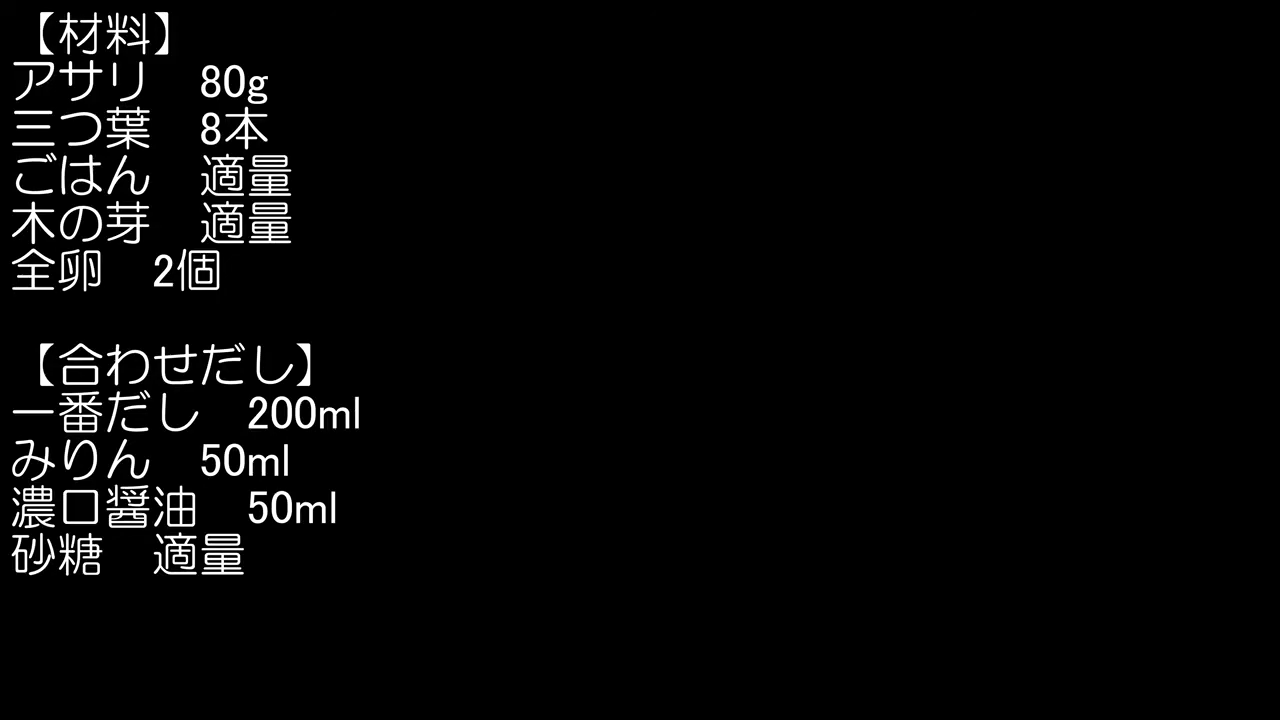 【材料】
アサリ　80g
三つ葉　8本
ごはん　適量
木の芽　適量
全卵　2個
【合わせだし】
一番だし　200ml
みりん　50ml
濃口醤油　50ml
砂糖　適量